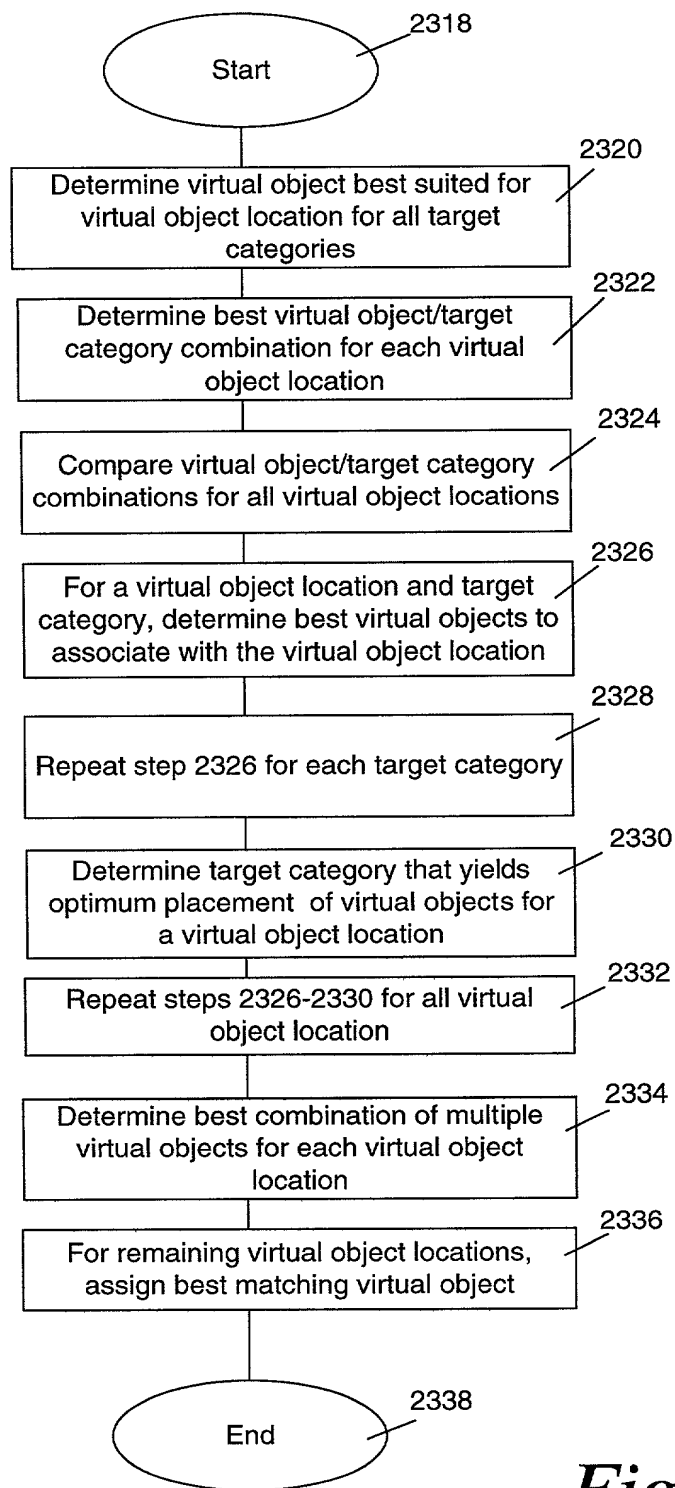 2318
Start
2320
Determine virtual object best suited for
virtual object location for all target
categories
2322
Determine best virtual object/target
category combination for each virtual
object location
2324
Compare virtual object/target category
combinations for all virtual object locations
2326
For a virtual object location and target
category, determine best virtual objects to
associate with the virtual object location
2328
Repeat step 2326 for each target category
2330
Determine target category that yields
optimum placement of virtual objects for
a virtual object location
2332
Repeat steps 2326-2330 for all virtual
object location
2334
Determine best combination of multiple
virtual objects for each virtual object
location
2336
For remaining virtual object locations,
assign best matching virtual object
2338
End